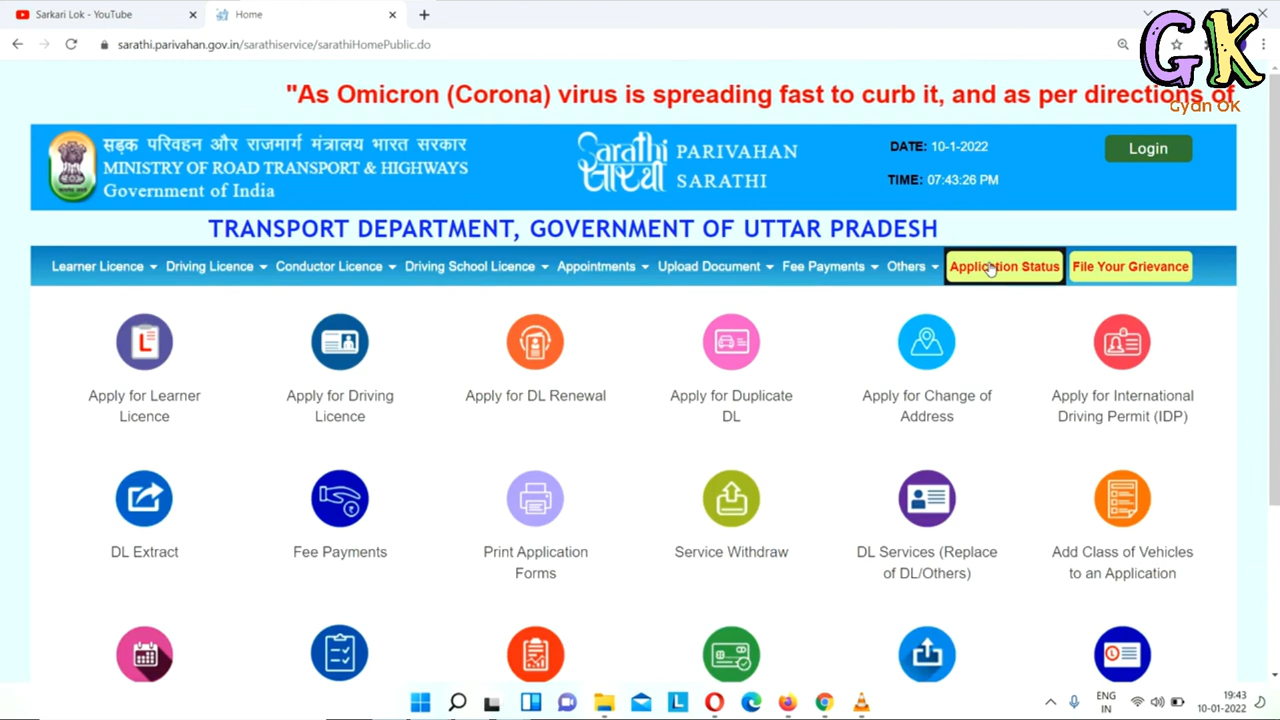 Sarkari Lok - YouTube
Home
sarathi.parivahan.gov.in/sarathiservice/sarathiHomePublic.do
GK
Gyan OK
"As Omicron (Corona) virus is spreading fast to curb it, and as per directions of
सड़क परिवहन और राजमार्ग मंत्रालय भारत सरकार
MINISTRY OF ROAD TRANSPORT & HIGHWAYS
Government of India
Sarathi
सारथी
PARIVAHAN
SARATHI
DATE: 10-1-2022
TIME: 07:43:26 PM
Login
TRANSPORT DEPARTMENT, GOVERNMENT OF UTTAR PRADESH
Learner Licence Driving Licence Conductor Licence Driving School Licence Appointments Upload Document Fee Payments Others Application Status File Your Grievance
L
Apply for Learner
Licence
Apply for Driving
Licence
Apply for DL Renewal
Apply for Duplicate
DL
Apply for Change of
Address
Apply for International
Driving Permit (IDP)
DL Extract
Fee Payments
Print Application
Forms
Service Withdraw
DL Services (Replace
of DL/Others)
Add Class of Vehicles
to an Application
L
ENG
IN
19:43
10-01-2022